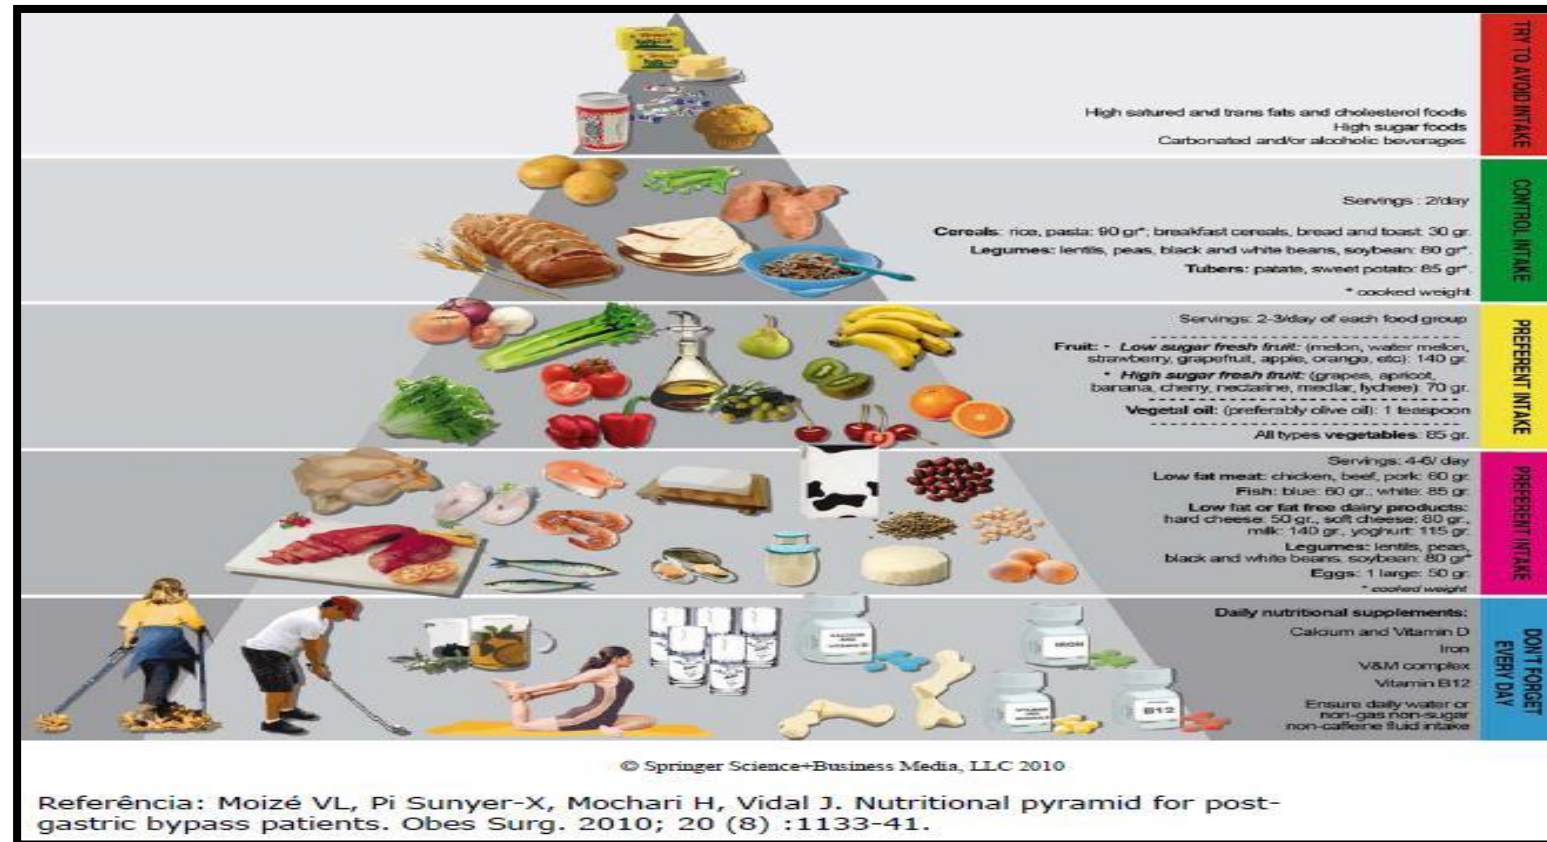 TRY TO AVOID INTAKE
High satured and trans fats and cholesterol foods
High sugar foods
Carbonated and/or alcoholic beverages
CONTROL INTAKE
Servings : 2/day
Cereals: rice, pasta: 90 gr*; breakfast cereals, bread and toast: 30 gr.
Legumes: lentils, peas, black and white beans, soybean: 80 gr*.
Tubers: patate, sweet potato: 85 gr*.
* cooked weight
PREFERENT INTAKE
Servings: 2-3/day of each food group
Fruit: - Low sugar fresh fruit: (melon, water melon,
strawberry, grapefruit, apple, orange, etc): 140 gr.
* High sugar fresh fruit: (grapes, apricot,
banana, cherry, nectarine, medlar, lychee): 70 gr.
Vegetal oil: (preferably olive oil): 1 teaspoon
All types vegetables: 85 gr.
PREFERENT INTAKE
Servings: 4-6/ day
Low fat meat: chicken, beef, pork: 60 gr.
Fish: blue: 60 gr.; white: 85 gr.
Low fat or fat free dairy products:
hard cheese: 50 gr., soft cheese: 80 gr.,
milk: 140 gr., yoghurt: 115 gr.
Legumes: lentils, peas,
black and white beans, soybean: 80 gr*
Eggs: 1 large: 50 gr.
* cooked weight
DON'T FORGET
EVERY DAY
Daily nutritional supplements:
Calcium and Vitamin D
Iron
V&M complex
Vitamin B12
Ensure daily water or
non-gas non-sugar
non-caffeine fluid intake
CALCIUM AND
VITAMIN D
IRON
B12
© Springer Science+Business Media, LLC 2010
Referência: Moizé VL, Pi Sunyer-X, Mochari H, Vidal J. Nutritional pyramid for post-
gastric bypass patients. Obes Surg. 2010; 20 (8) :1133-41.